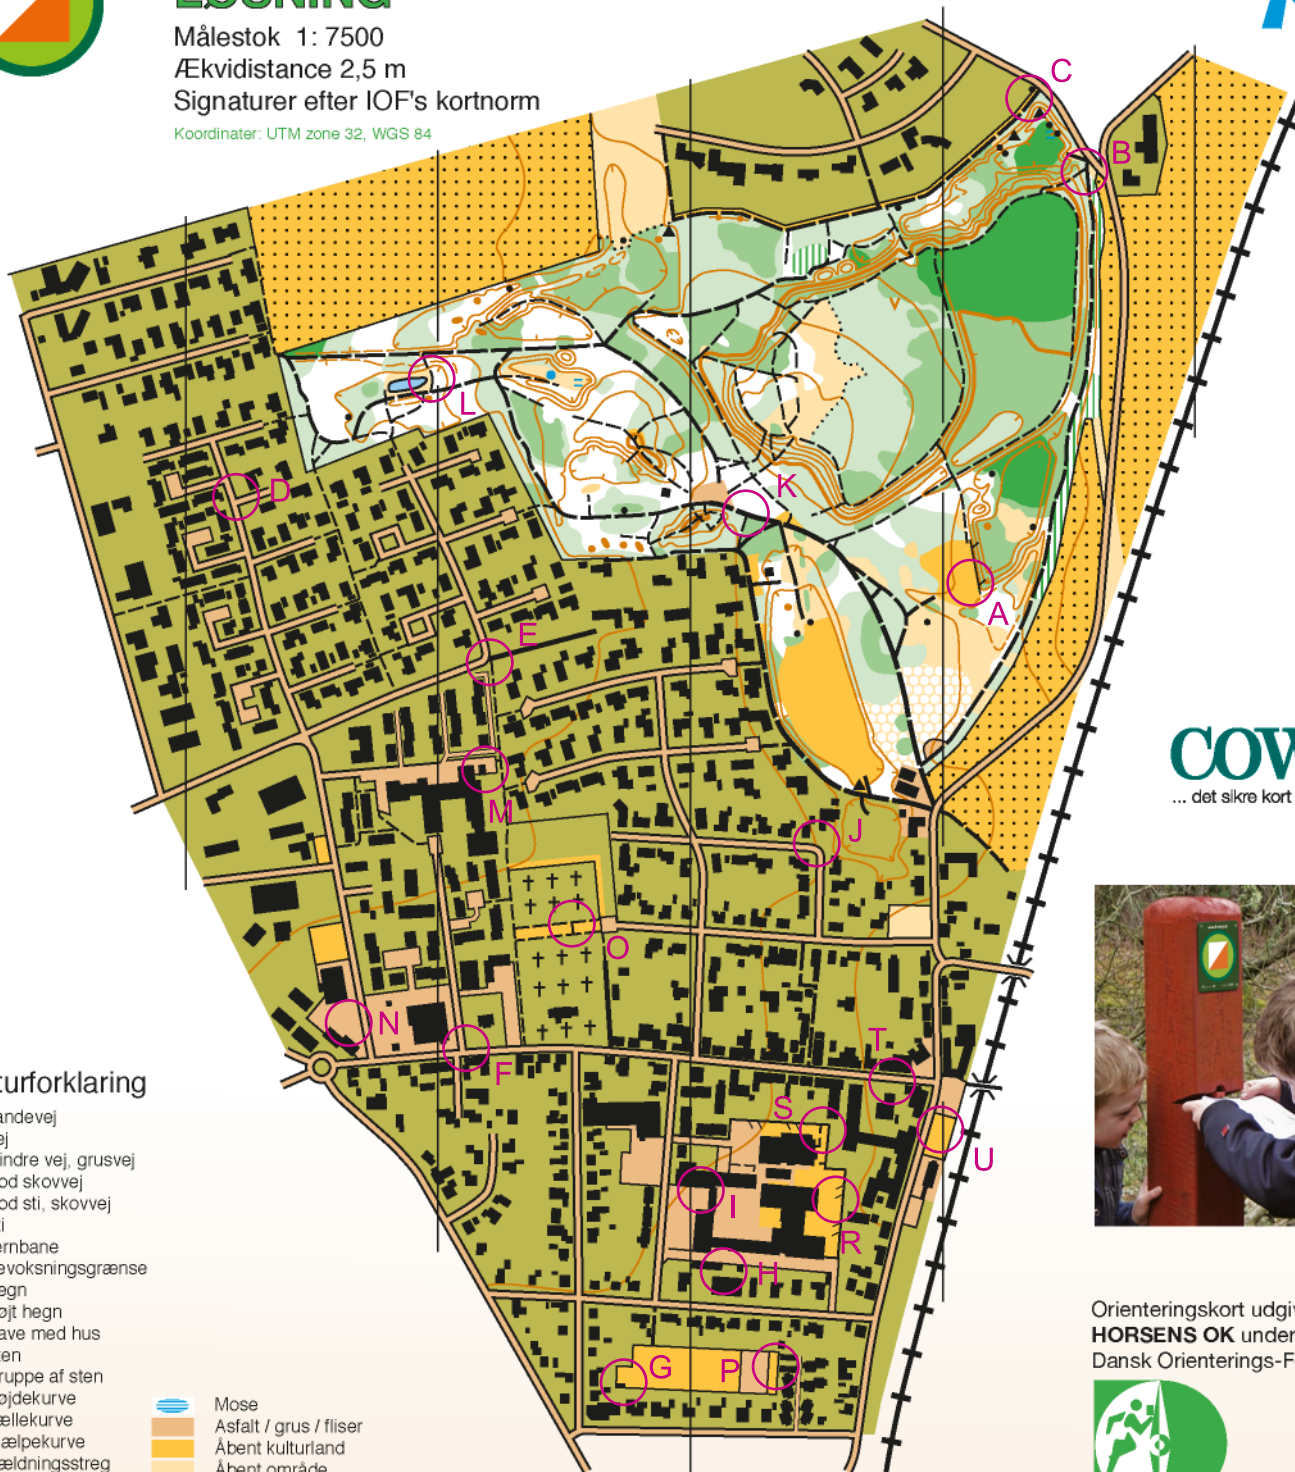 LØSNING
Målestok 1: 7500
Ækvidistance 2,5 m
Signaturer efter IOF's kortnorm
Koordinater: UTM zone 32, WGS 84
C
B
L
D
K
A
E
M
J
O
N
F
T
S
U
I
R
H
G
P
COW
... det sikre kort
Orienteringskort udgiv
HORSENS OK under
Dansk Orienterings-F
turforklaring
andevej
ej
indre vej, grusvej
od skovvej
od sti, skovvej
ti
ernbane
evoksningsgrænse
egn
øjt hegn
ave med hus
ten
ruppe af sten
øjdekurve
ællekurve
ælpekurve
ældningsstreg
Mose
Asfalt / grus / fliser
Åbent kulturland
Åbent område